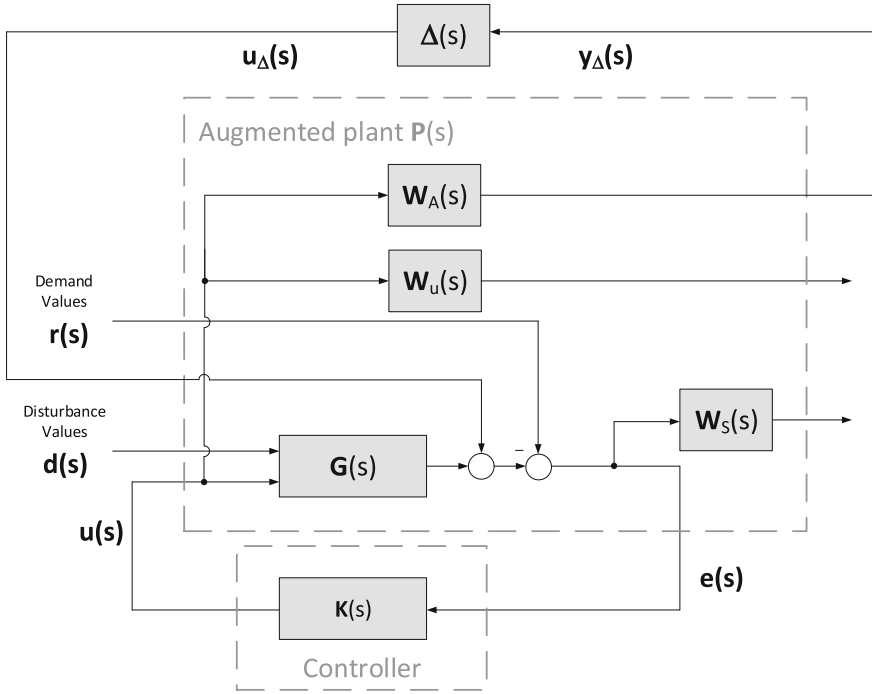 Δ(s)
u_Δ(s)
y_Δ(s)
Augmented plant P(s)
W_A(s)
W_u(s)
Demand
Values
r(s)
Disturbance
Values
d(s)
W_S(s)
–
G(s)
u(s)
e(s)
K(s)
Controller